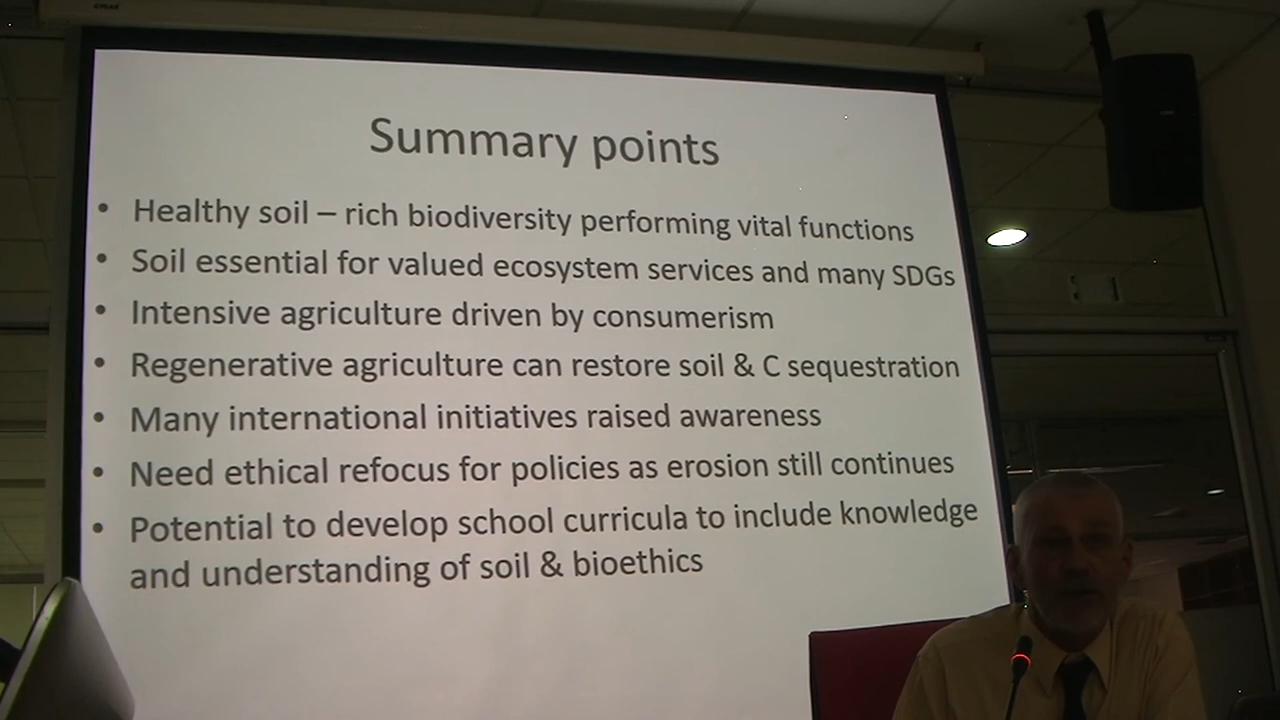 Summary points
• Healthy soil – rich biodiversity performing vital functions
• Soil essential for valued ecosystem services and many SDGs
• Intensive agriculture driven by consumerism
• Regenerative agriculture can restore soil & C sequestration
• Many international initiatives raised awareness
• Need ethical refocus for policies as erosion still continues
• Potential to develop school curricula to include knowledge
and understanding of soil & bioethics